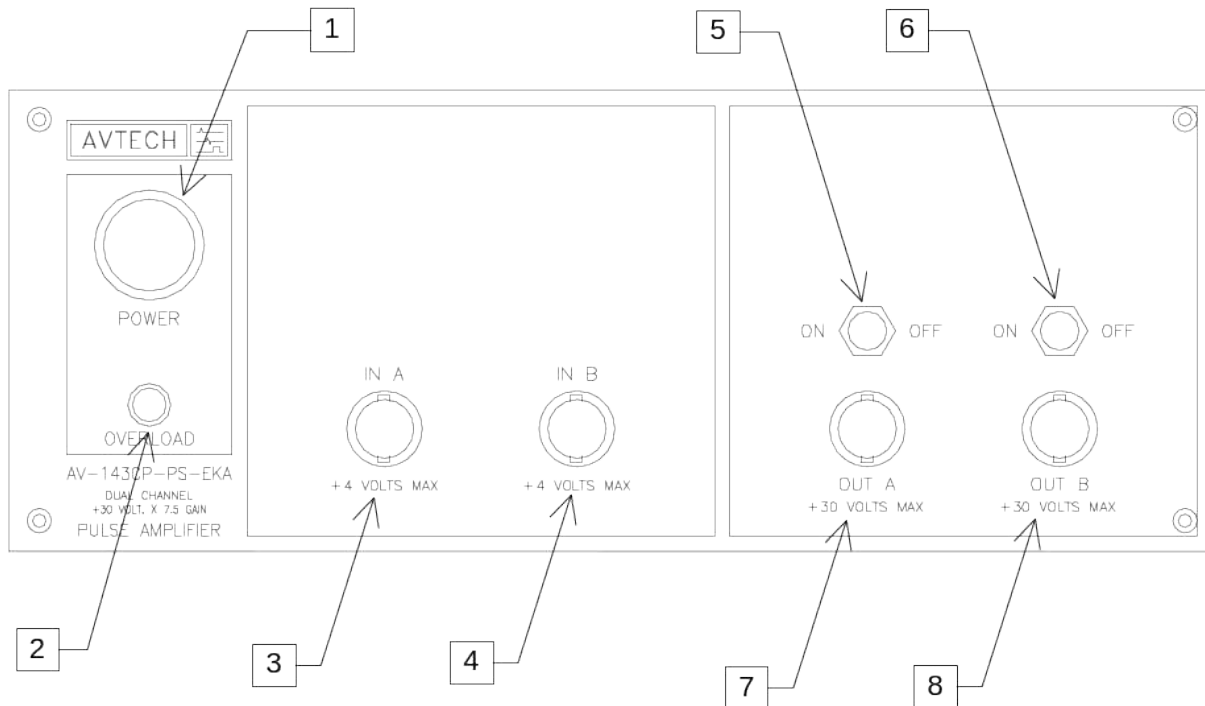 1
5
6
AVTECH
POWER
ON OFF
ON OFF
IN A
IN B
OVERLOAD
AV-143CP-PS-EKA
DUAL CHANNEL
+30 VOLT. X 7.5 GAIN
PULSE AMPLIFIER
+4 VOLTS MAX
+4 VOLTS MAX
OUT A
+30 VOLTS MAX
OUT B
+30 VOLTS MAX
2
3
4
7
8